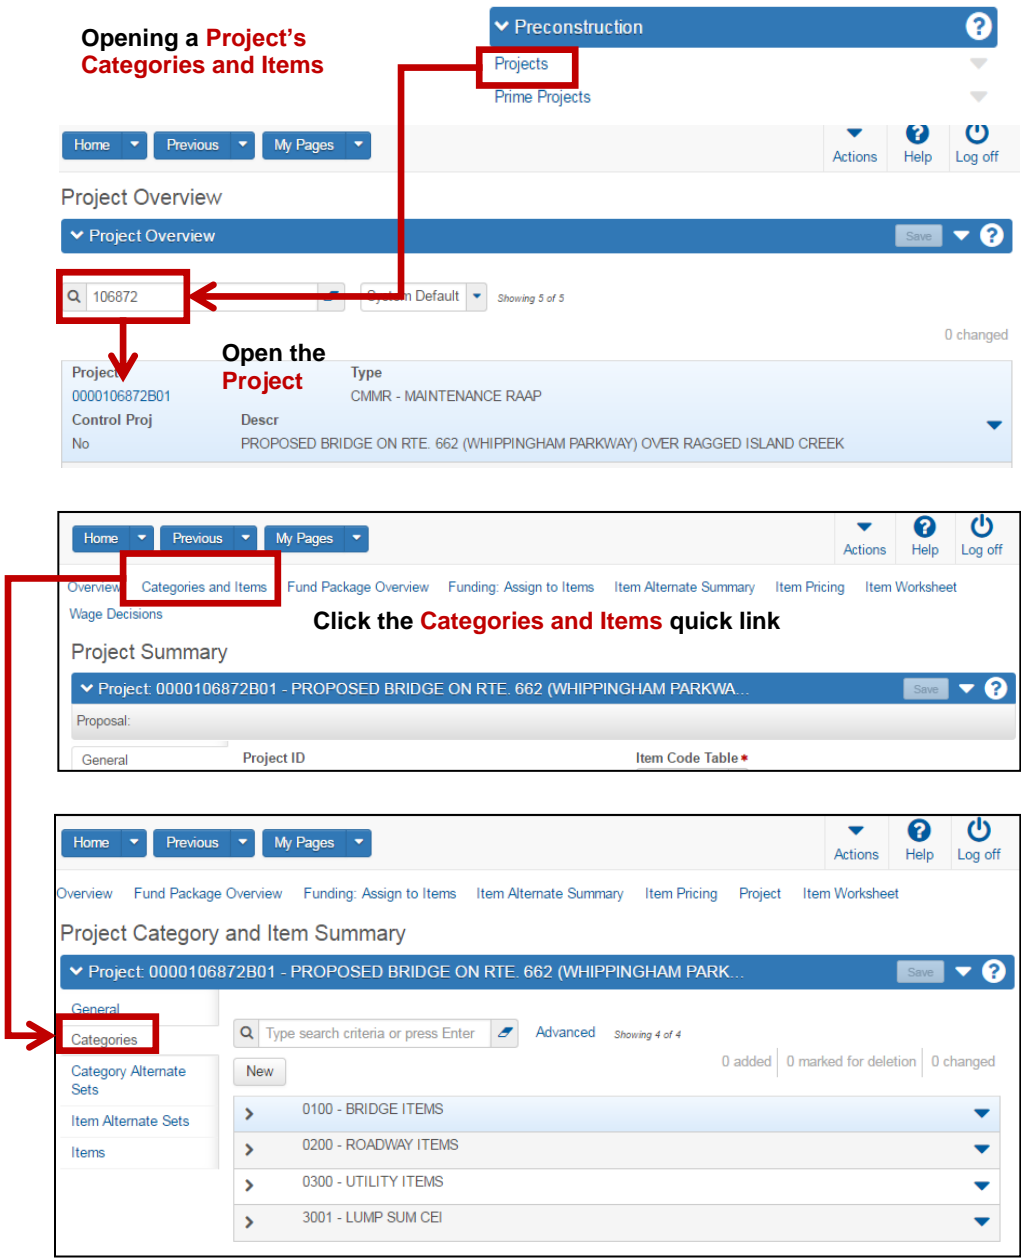 Opening a Project's
Categories and Items
Preconstruction
Projects
Prime Projects
Home Previous My Pages
Actions Help Log off
Project Overview
Project Overview
Save
106872
System Default
Showing 5 of 5
0 changed
Open the
Project
Project Type
0000106872B01 CMMR - MAINTENANCE RAAP
Control Proj Descr
No PROPOSED BRIDGE ON RTE. 662 (WHIPPINGHAM PARKWAY) OVER RAGGED ISLAND CREEK
Home Previous My Pages
Actions Help Log off
Overview Categories and Items Fund Package Overview Funding: Assign to Items Item Alternate Summary Item Pricing Item Worksheet
Wage Decisions
Click the Categories and Items quick link
Project Summary
Project: 0000106872B01 - PROPOSED BRIDGE ON RTE. 662 (WHIPPINGHAM PARKWA...
Save
Proposal:
General Project ID Item Code Table*
Home Previous My Pages
Actions Help Log off
Overview Fund Package Overview Funding: Assign to Items Item Alternate Summary Item Pricing Project Item Worksheet
Project Category and Item Summary
Project: 0000106872B01 - PROPOSED BRIDGE ON RTE. 662 (WHIPPINGHAM PARK...
Save
General
Categories
Category Alternate
Sets
Item Alternate Sets
Items
Type search criteria or press Enter Advanced Showing 4 of 4
0 added 0 marked for deletion 0 changed
New
0100 - BRIDGE ITEMS
0200 - ROADWAY ITEMS
0300 - UTILITY ITEMS
3001 - LUMP SUM CEI